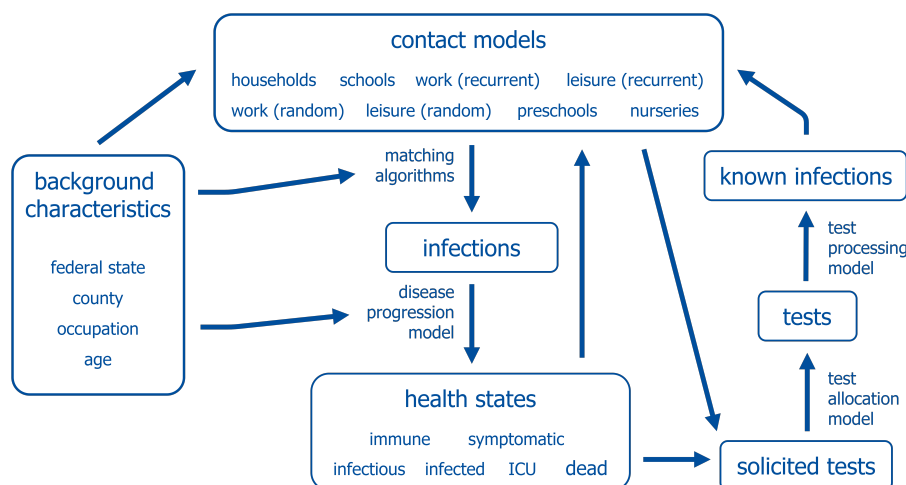 contact models
households schools work (recurrent) leisure (recurrent)
work (random) leisure (random) preschools nurseries
background
characteristics
federal state
county
occupation
age
matching
algorithms
infections
disease
progression
model
health states
immune symptomatic
infectious infected ICU dead
known infections
test
processing
model
tests
test
allocation
model
solicited tests